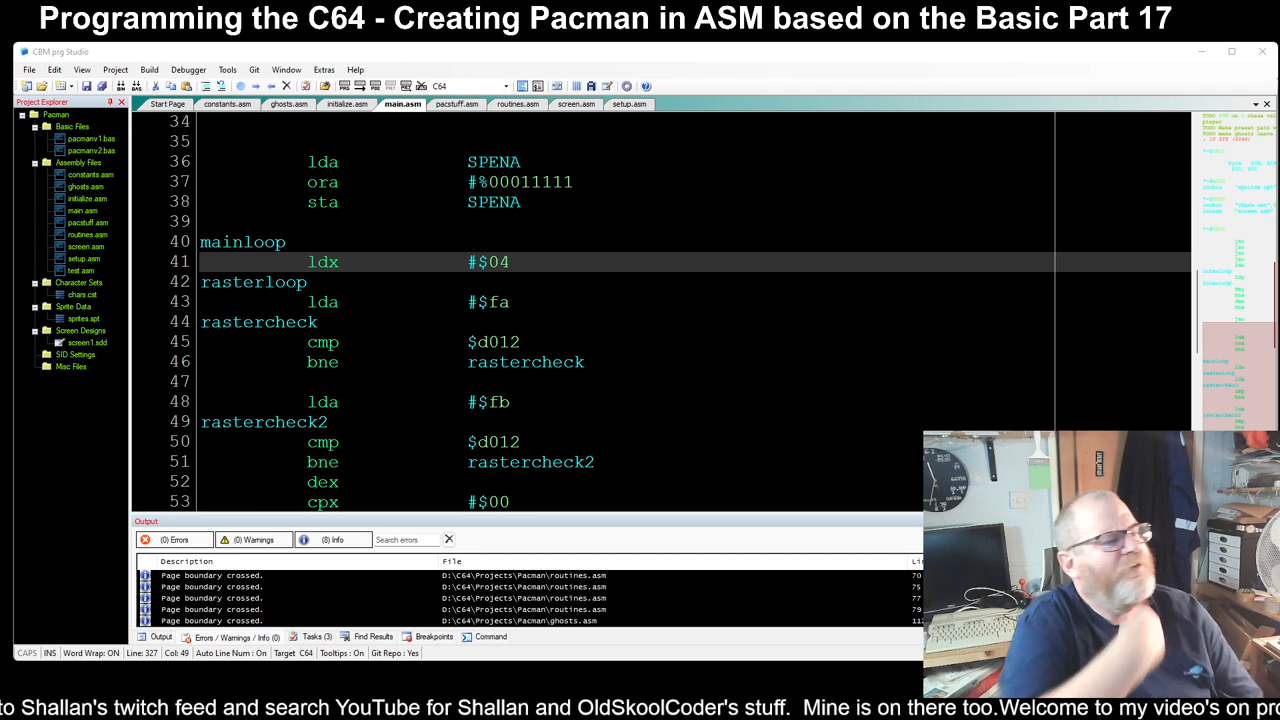 Programming the C64 - Creating Pacman in ASM based on the Basic Part 17
CBM prg Studio
File Edit View Project Build Debugger Tools Git Window Extras Help
C64
Project Explorer
Start Page constants.asm ghosts.asm initialize.asm main.asm pacstuff.asm routines.asm screen.asm setup.asm
Pacman
Basic Files
pacmanv1.bas
pacmanv2.bas
Assembly Files
constants.asm
ghosts.asm
initialize.asm
main.asm
pacstuff.asm
routines.asm
screen.asm
setup.asm
test.asm
Character Sets
chars.cst
Sprite Data
sprites.spt
Screen Designs
screen1.sdd
SID Settings
Misc Files
34
35
36 lda SPENA
37 ora #%00011111
38 sta SPENA
39
40 mainloop
41 ldx #$04
42 rasterloop
43 lda #$fa
44 rastercheck
45 cmp $d012
46 bne rastercheck
47
48 lda #$fb
49 rastercheck2
50 cmp $d012
51 bne rastercheck2
52 dex
53 cpx #$00
Output
(0) Errors (0) Warnings (8) Info Search errors
Description File
Page boundary crossed. D:\C64\Projects\Pacman\routines.asm 70
Page boundary crossed. D:\C64\Projects\Pacman\routines.asm 75
Page boundary crossed. D:\C64\Projects\Pacman\routines.asm 77
Page boundary crossed. D:\C64\Projects\Pacman\routines.asm 79
Page boundary crossed. D:\C64\Projects\Pacman\ghosts.asm
Output Errors / Warnings / Info (0) Tasks (3) Find Results Breakpoints Command
CAPS INS Word Wrap: ON Line: 327 Col: 49 Auto Line Num : On Target C64 Tooltips : On Git Repo : Yes
to Shallan's twitch feed and search YouTube for Shallan and OldSkoolCoder's stuff. Mine is on there too.Welcome to my video's on pro